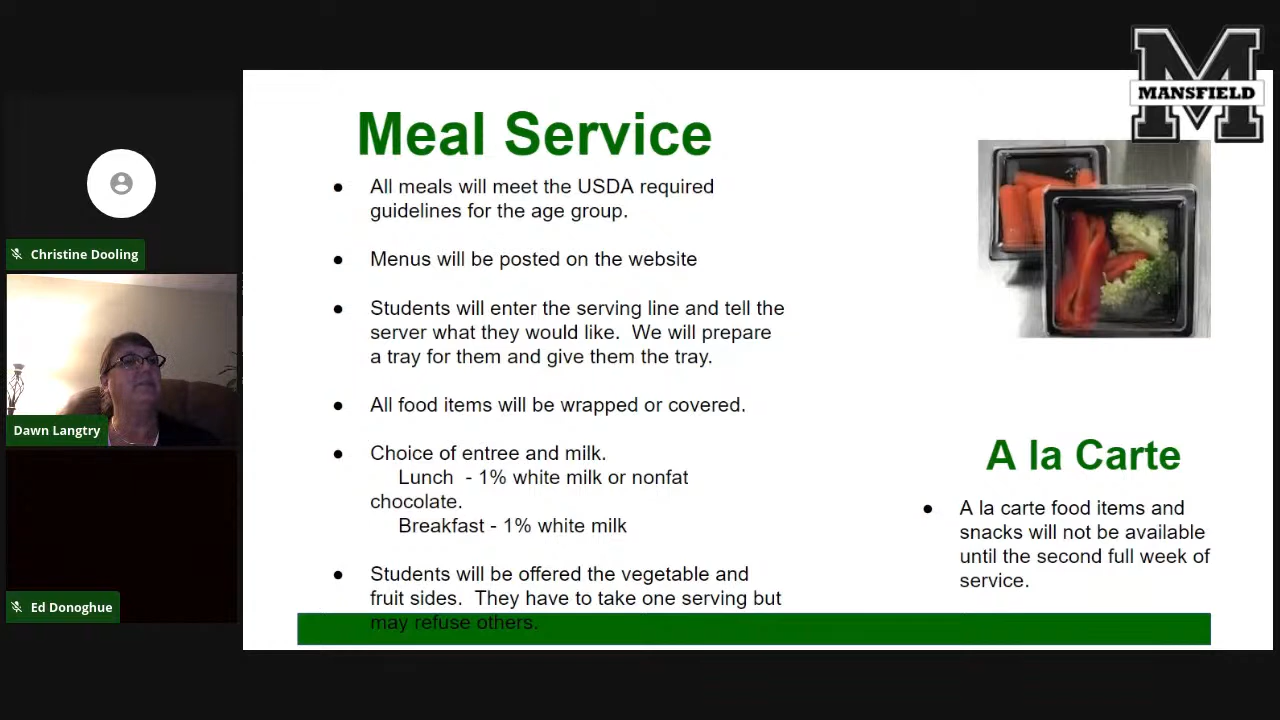 MANSFIELD
Meal Service
● All meals will meet the USDA required
guidelines for the age group.
● Menus will be posted on the website
● Students will enter the serving line and tell the
server what they would like.  We will prepare
a tray for them and give them the tray.
● All food items will be wrapped or covered.
● Choice of entree and milk.
Lunch  - 1% white milk or nonfat
chocolate.
Breakfast - 1% white milk
● Students will be offered the vegetable and
fruit sides.  They have to take one serving but
may refuse others.
A la Carte
● A la carte food items and
snacks will not be available
until the second full week of
service.
Christine Dooling
Dawn Langtry
Ed Donoghue